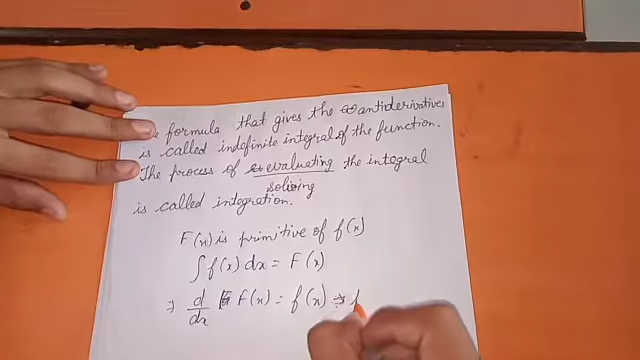 formula that gives the antiderivatives
is called indefinite integral of the function.
The process of evaluating the integral
solving
is called integration.
F(x) is primitive of f(x)
∫f(x) dx = F(x)
⇒ d/dx F(x) = f(x) ⇒